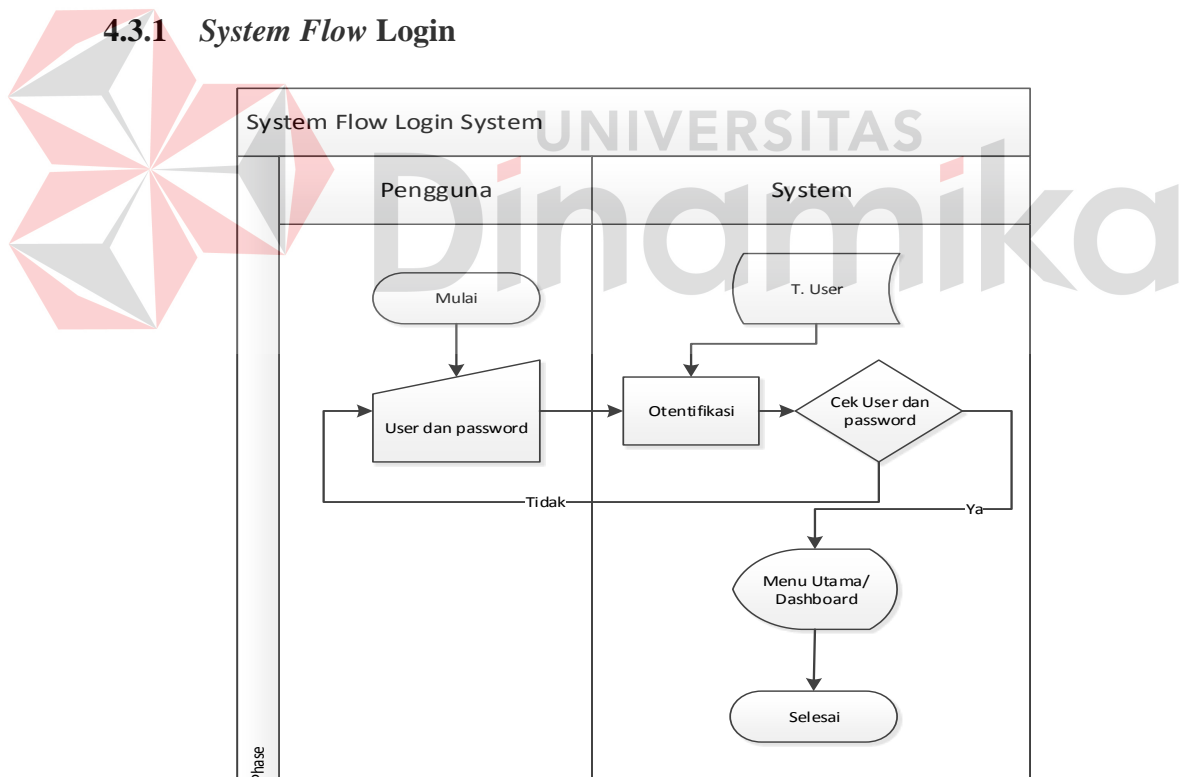 4.3.1 System Flow Login
UNIVERSITAS
Dinamika
System Flow Login System
Pengguna
System
Mulai
T. User
User dan password
Otentifikasi
Cek User dan
password
Tidak
Ya
Menu Utama/
Dashboard
Selesai
Phase